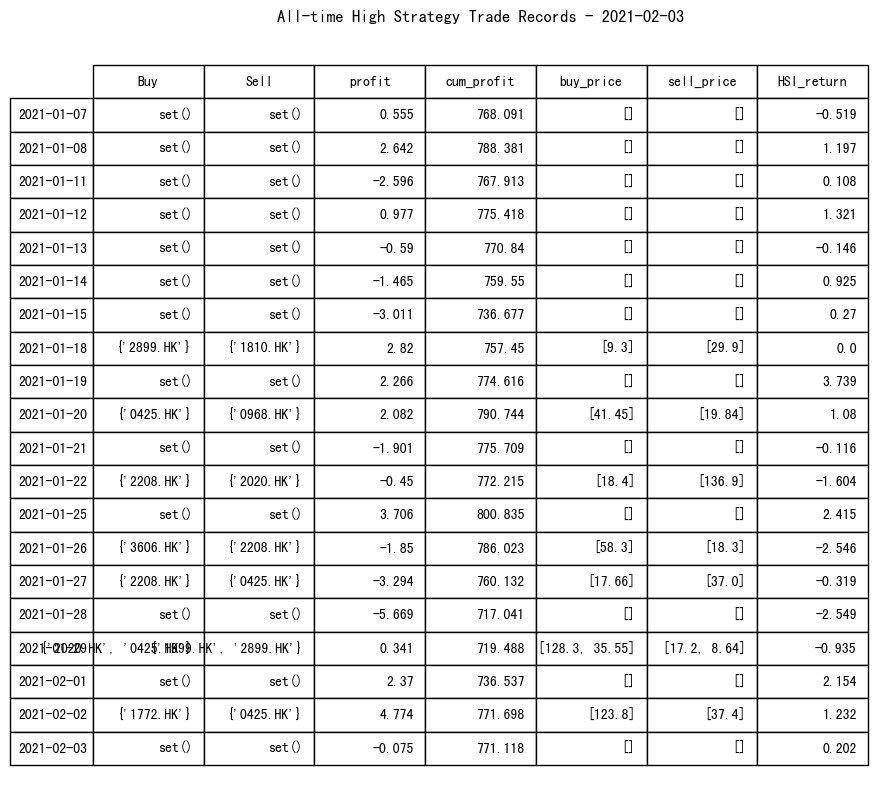 All-time High Strategy Trade Records - 2021-02-03
Buy Sell profit cum_profit buy_price sell_price HSI_return
2021-01-07 set() set() 0.555 768.091 [] [] -0.519
2021-01-08 set() set() 2.642 788.381 [] [] 1.197
2021-01-11 set() set() -2.596 767.913 [] [] 0.108
2021-01-12 set() set() 0.977 775.418 [] [] 1.321
2021-01-13 set() set() -0.59 770.84 [] [] -0.146
2021-01-14 set() set() -1.465 759.55 [] [] 0.925
2021-01-15 set() set() -3.011 736.677 [] [] 0.27
2021-01-18 {'2899.HK'} {'1810.HK'} 2.82 757.45 [9.3] [29.9] 0.0
2021-01-19 set() set() 2.266 774.616 [] [] 3.739
2021-01-20 {'0425.HK'} {'0968.HK'} 2.082 790.744 [41.45] [19.84] 1.08
2021-01-21 set() set() -1.901 775.709 [] [] -0.116
2021-01-22 {'2208.HK'} {'2020.HK'} -0.45 772.215 [18.4] [136.9] -1.604
2021-01-25 set() set() 3.706 800.835 [] [] 2.415
2021-01-26 {'3606.HK'} {'2208.HK'} -1.85 786.023 [58.3] [18.3] -2.546
2021-01-27 {'2208.HK'} {'0425.HK'} -3.294 760.132 [17.66] [37.0] -0.319
2021-01-28 set() set() -5.669 717.041 [] [] -2.549
2021-01-29 '2899.HK'} 0.341 719.488 [128.3, 35.55] [17.2, 8.64] -0.935
2021-02-01 set() set() 2.37 736.537 [] [] 2.154
2021-02-02 {'1772.HK'} {'0425.HK'} 4.774 771.698 [123.8] [37.4] 1.232
2021-02-03 set() set() -0.075 771.118 [] [] 0.202